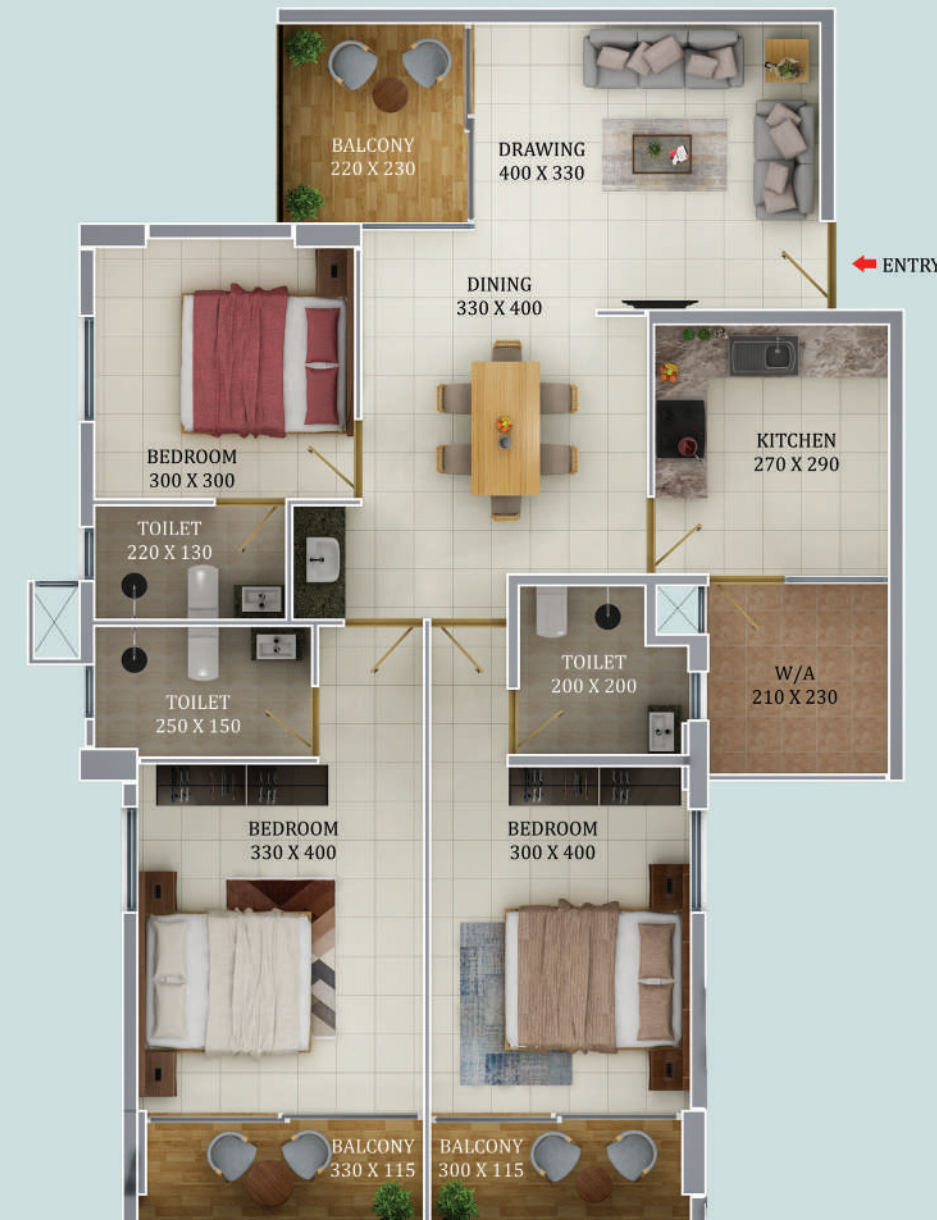 BALCONY
220 X 230
DRAWING
400 X 330
ENTRY
DINING
330 X 400
BEDROOM
300 X 300
KITCHEN
270 X 290
TOILET
220 X 130
TOILET
250 X 150
TOILET
200 X 200
W/A
210 X 230
BEDROOM
330 X 400
BEDROOM
300 X 400
BALCONY
330 X 115
BALCONY
300 X 115